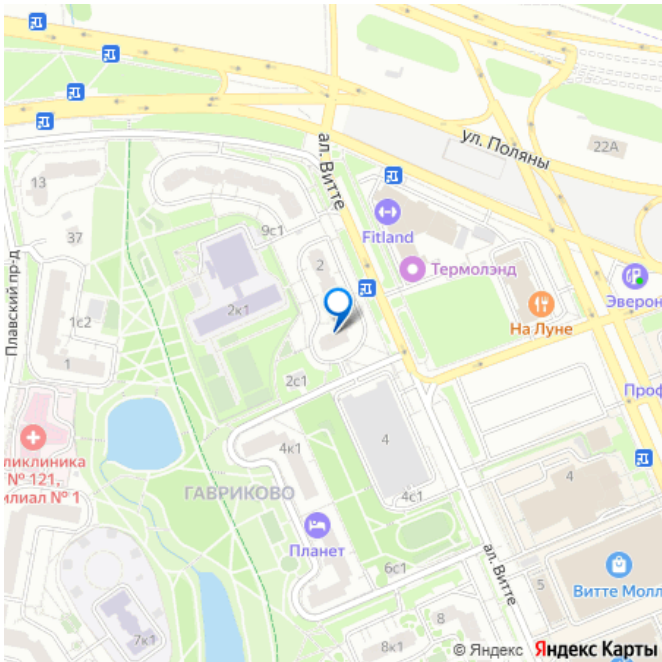 ул. Поляны
ал. Витте
22А
13
37
9с1
Fitland
2
Термолэнд
Эверон
На Луне
Плавский пр-д
2к1
1с2
1
2с1
Проф
4к1
4
4
ликлиника
№ 121,
илиал № 1
ГАВРИКОВО
4с1
Планет
ал. Витте
6с1
5
Витте Молл
7к1
8
8к1
© Яндекс Яндекс Карты